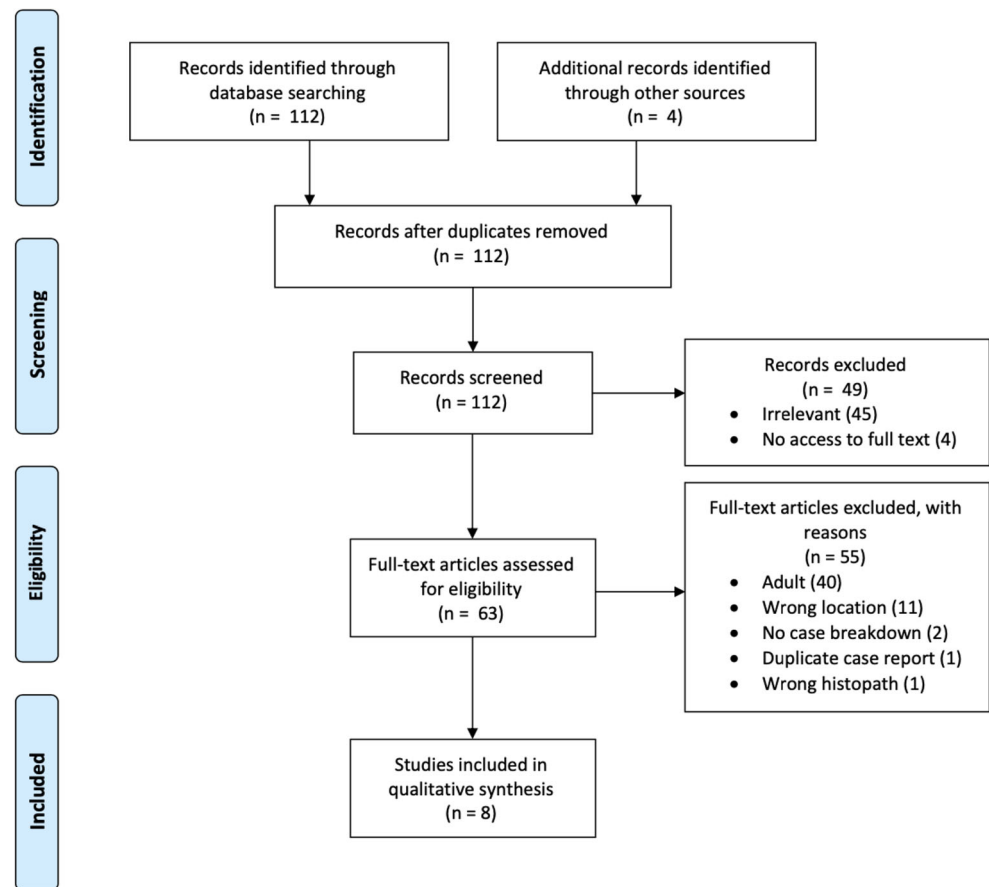 Identification
Records identified through
database searching
(n = 112)
Additional records identified
through other sources
(n = 4)
Records after duplicates removed
(n = 112)
Screening
Records screened
(n = 112)
Records excluded
(n = 49)
• Irrelevant (45)
• No access to full text (4)
Eligibility
Full-text articles assessed
for eligibility
(n = 63)
Full-text articles excluded, with
reasons
(n = 55)
• Adult (40)
• Wrong location (11)
• No case breakdown (2)
• Duplicate case report (1)
• Wrong histopath (1)
Included
Studies included in
qualitative synthesis
(n = 8)